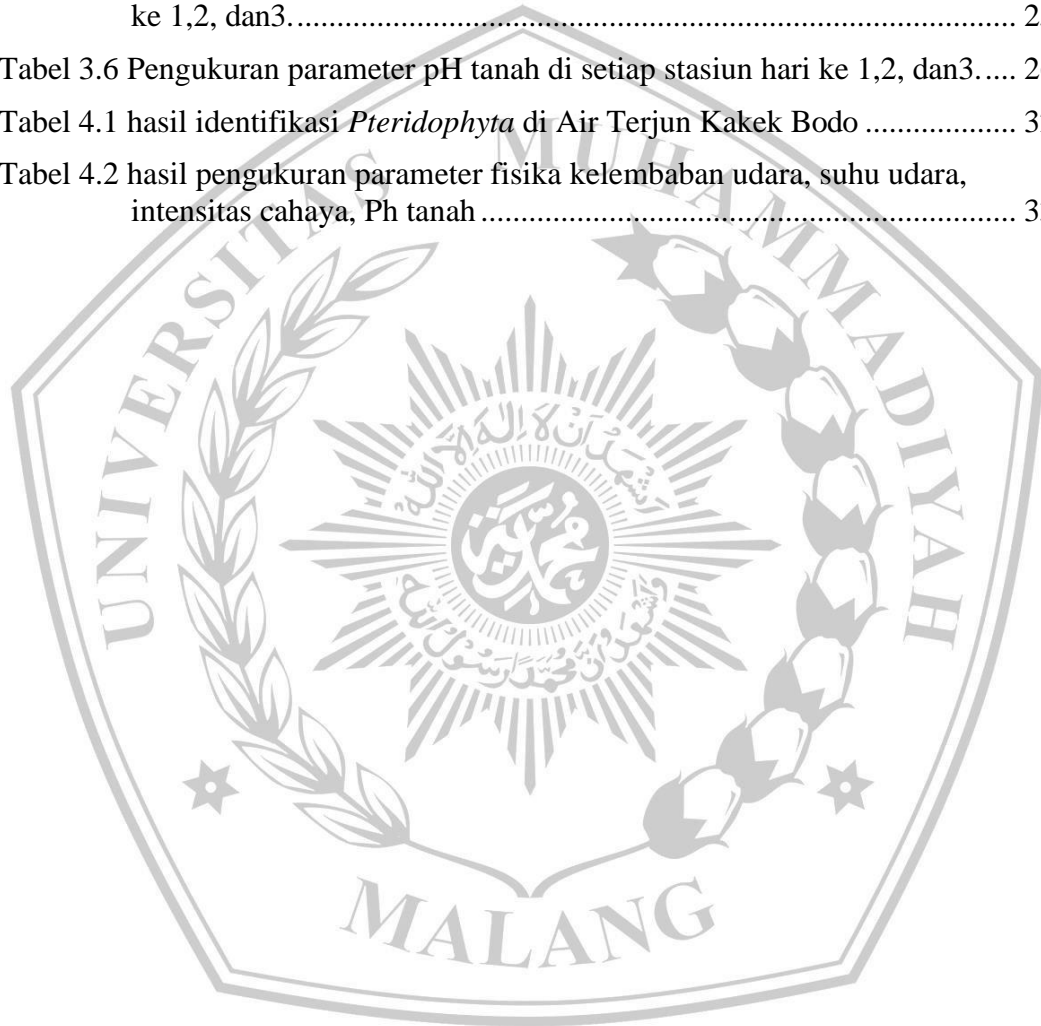 ke 1,2, dan3. ........................................................................................ 2
Tabel 3.6 Pengukuran parameter pH tanah di setiap stasiun hari ke 1,2, dan3. .... 2
Tabel 4.1 hasil identifikasi Pteridophyta di Air Terjun Kakek Bodo ................... 3
Tabel 4.2 hasil pengukuran parameter fisika kelembaban udara, suhu udara,
intensitas cahaya, Ph tanah .................................................................. 3
UNIVERSITAS MUHAMMADIYAH
MALANG